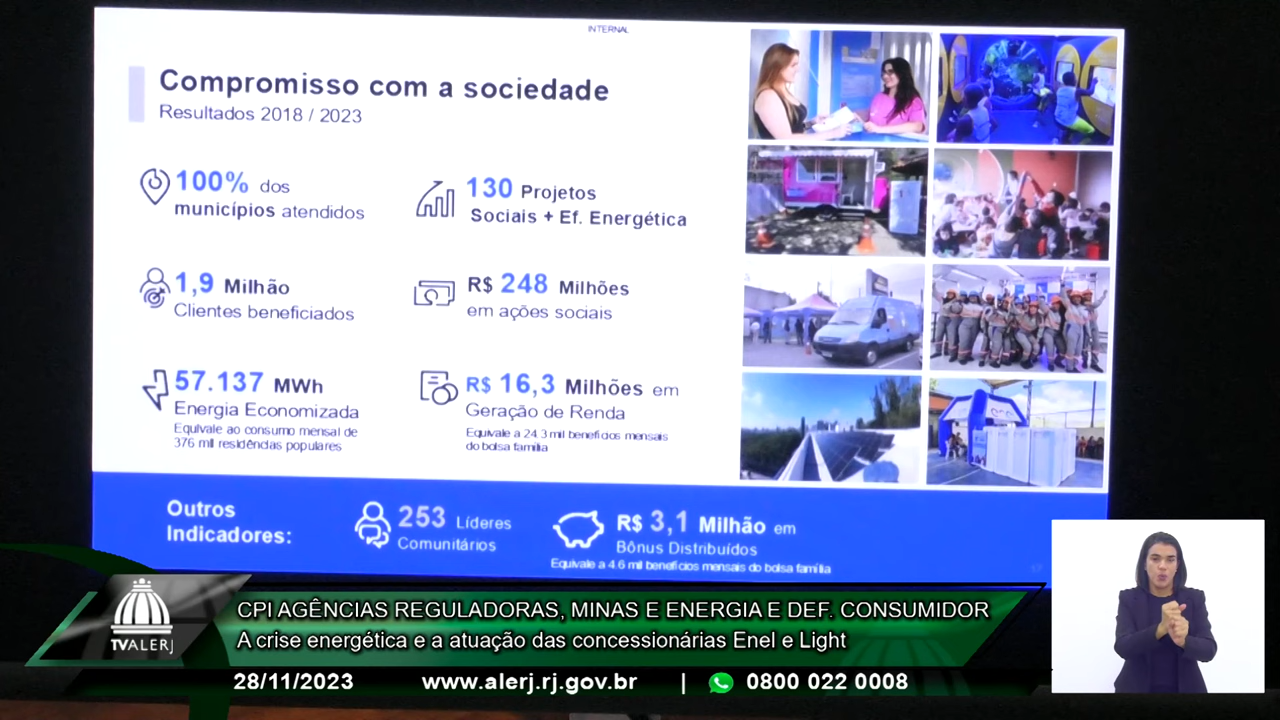 INTERNAL
Compromisso com a sociedade
Resultados 2018 / 2023
100% dos
municípios atendidos
130 Projetos
Sociais + Ef. Energética
1,9 Milhão
Clientes beneficiados
R$ 248 Milhões
em ações sociais
57.137 MWh
Energia Economizada
Equivale ao consumo mensal de
376 mil residências populares
R$ 16,3 Milhões em
Geração de Renda
Equivale a 24.3 mil benefícios mensais
do bolsa família
Outros
Indicadores:
253 Líderes
Comunitários
R$ 3,1 Milhão em
Bônus Distribuídos
Equivale a 4.6 mil benefícios mensais do bolsa família
TVALERJ
CPI AGÊNCIAS REGULADORAS, MINAS E ENERGIA E DEF. CONSUMIDOR
A crise energética e a atuação das concessionárias Enel e Light
28/11/2023 www.alerj.rj.gov.br | 0800 022 0008